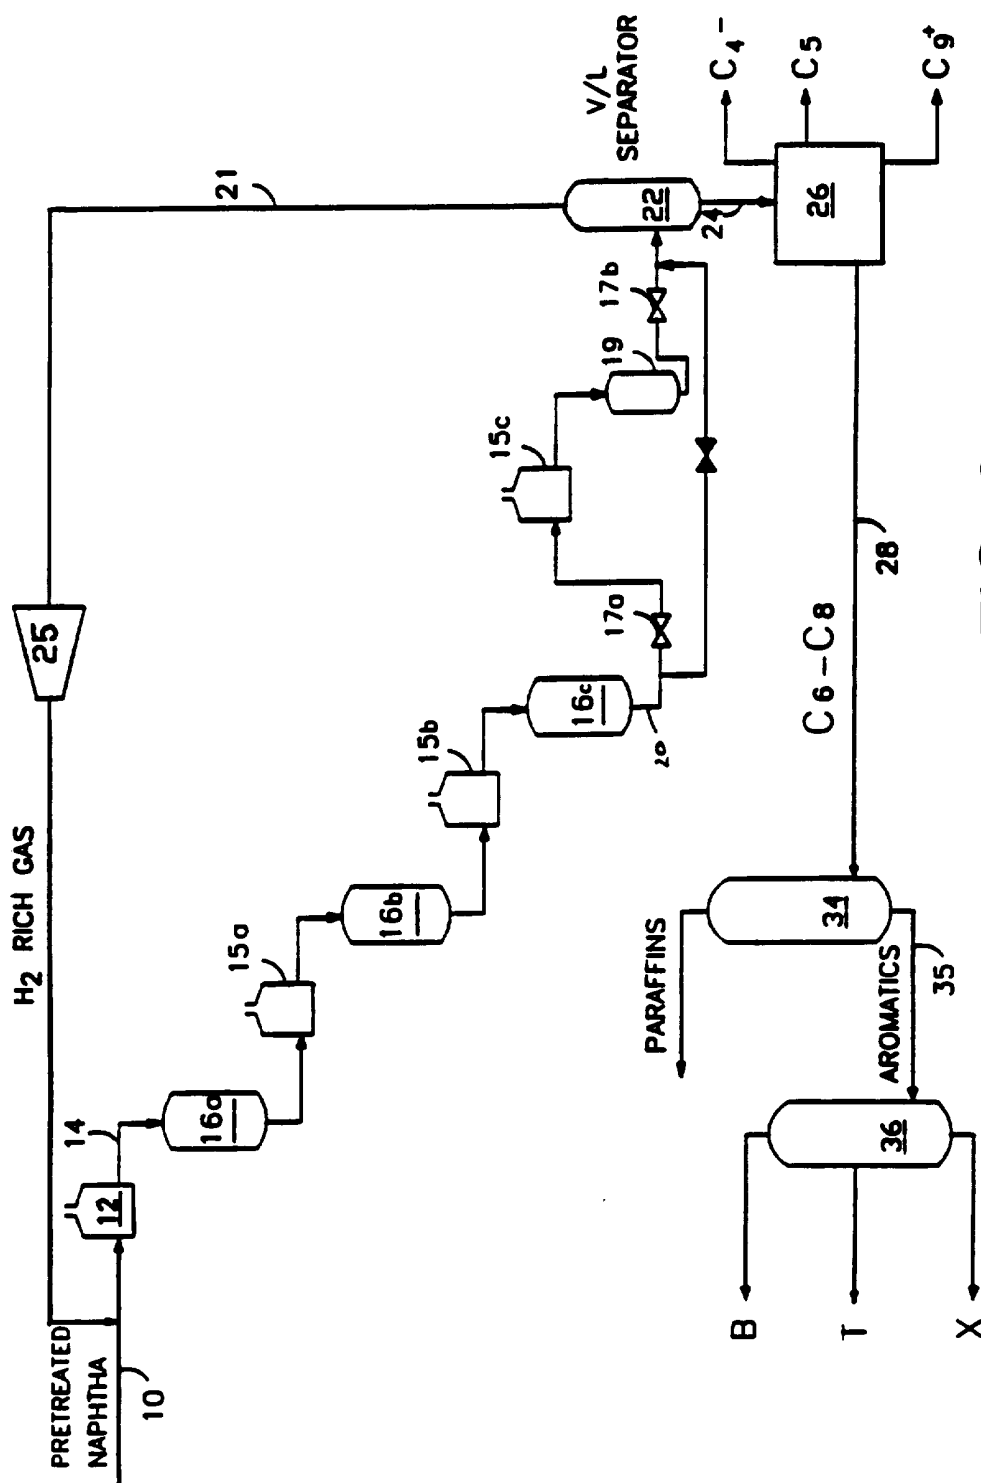 H2 RICH GAS
25
21
PRETREATED
NAPHTHA
10
12
14
16a
15a
16b
15b
16c
20
17a
15c
19
17b
22
V/L
SEPARATOR
24
26
C4-
C5
C9+
28
C6-C8
34
PARAFFINS
AROMATICS
35
36
B
T
X